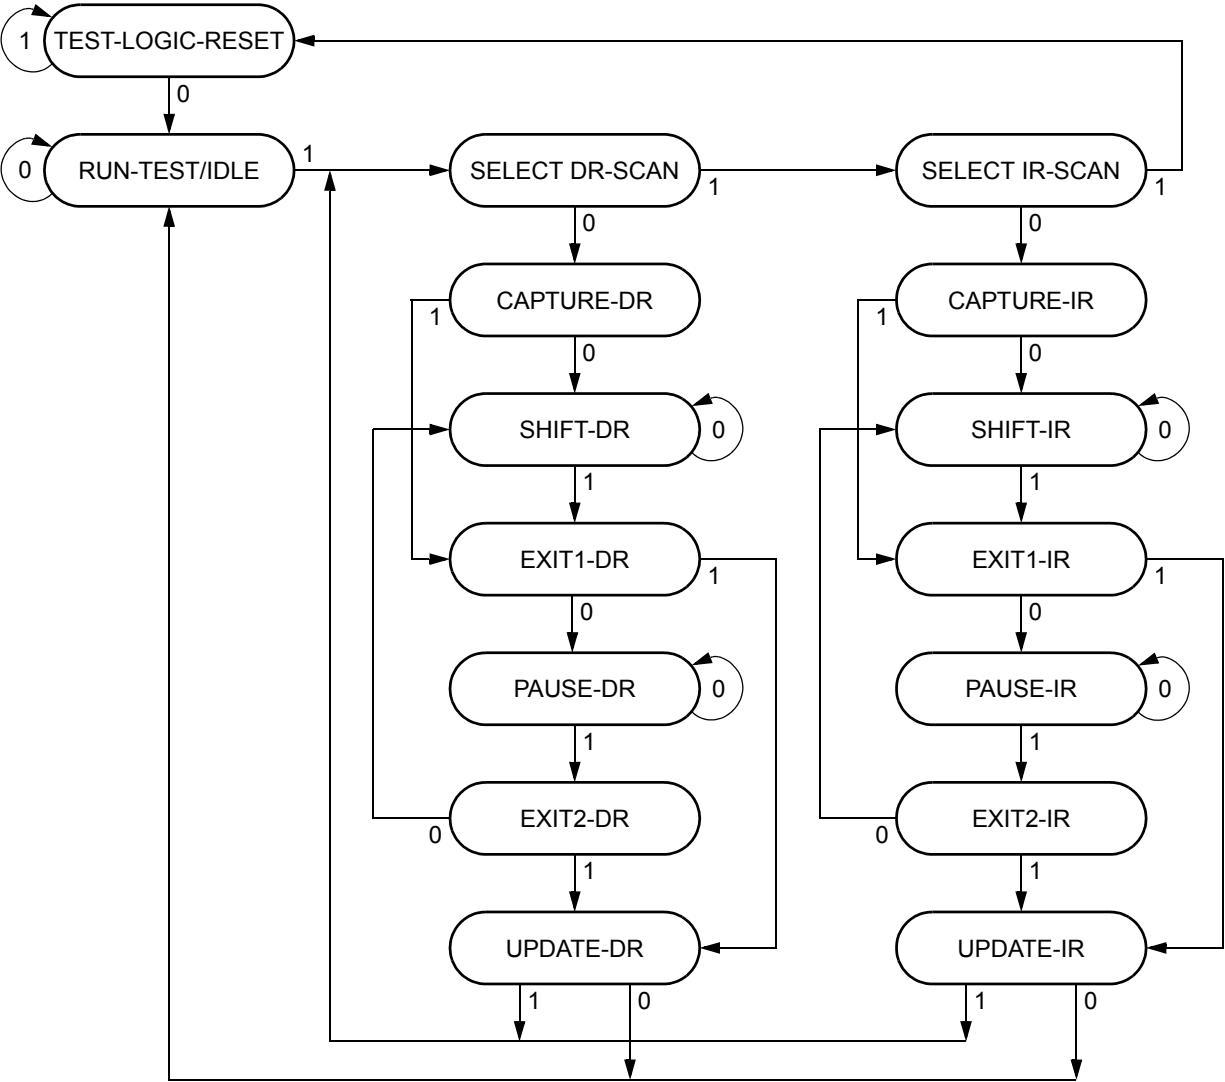 1 TEST-LOGIC-RESET
0
0 RUN-TEST/IDLE 1 SELECT DR-SCAN 1 SELECT IR-SCAN 1
0 0
CAPTURE-DR CAPTURE-IR
1 1
0 0
SHIFT-DR 0 SHIFT-IR 0
1 1
EXIT1-DR 1 EXIT1-IR 1
0 0
PAUSE-DR 0 PAUSE-IR 0
1 1
EXIT2-DR EXIT2-IR
0 0
1 1
UPDATE-DR UPDATE-IR
1 0 1 0